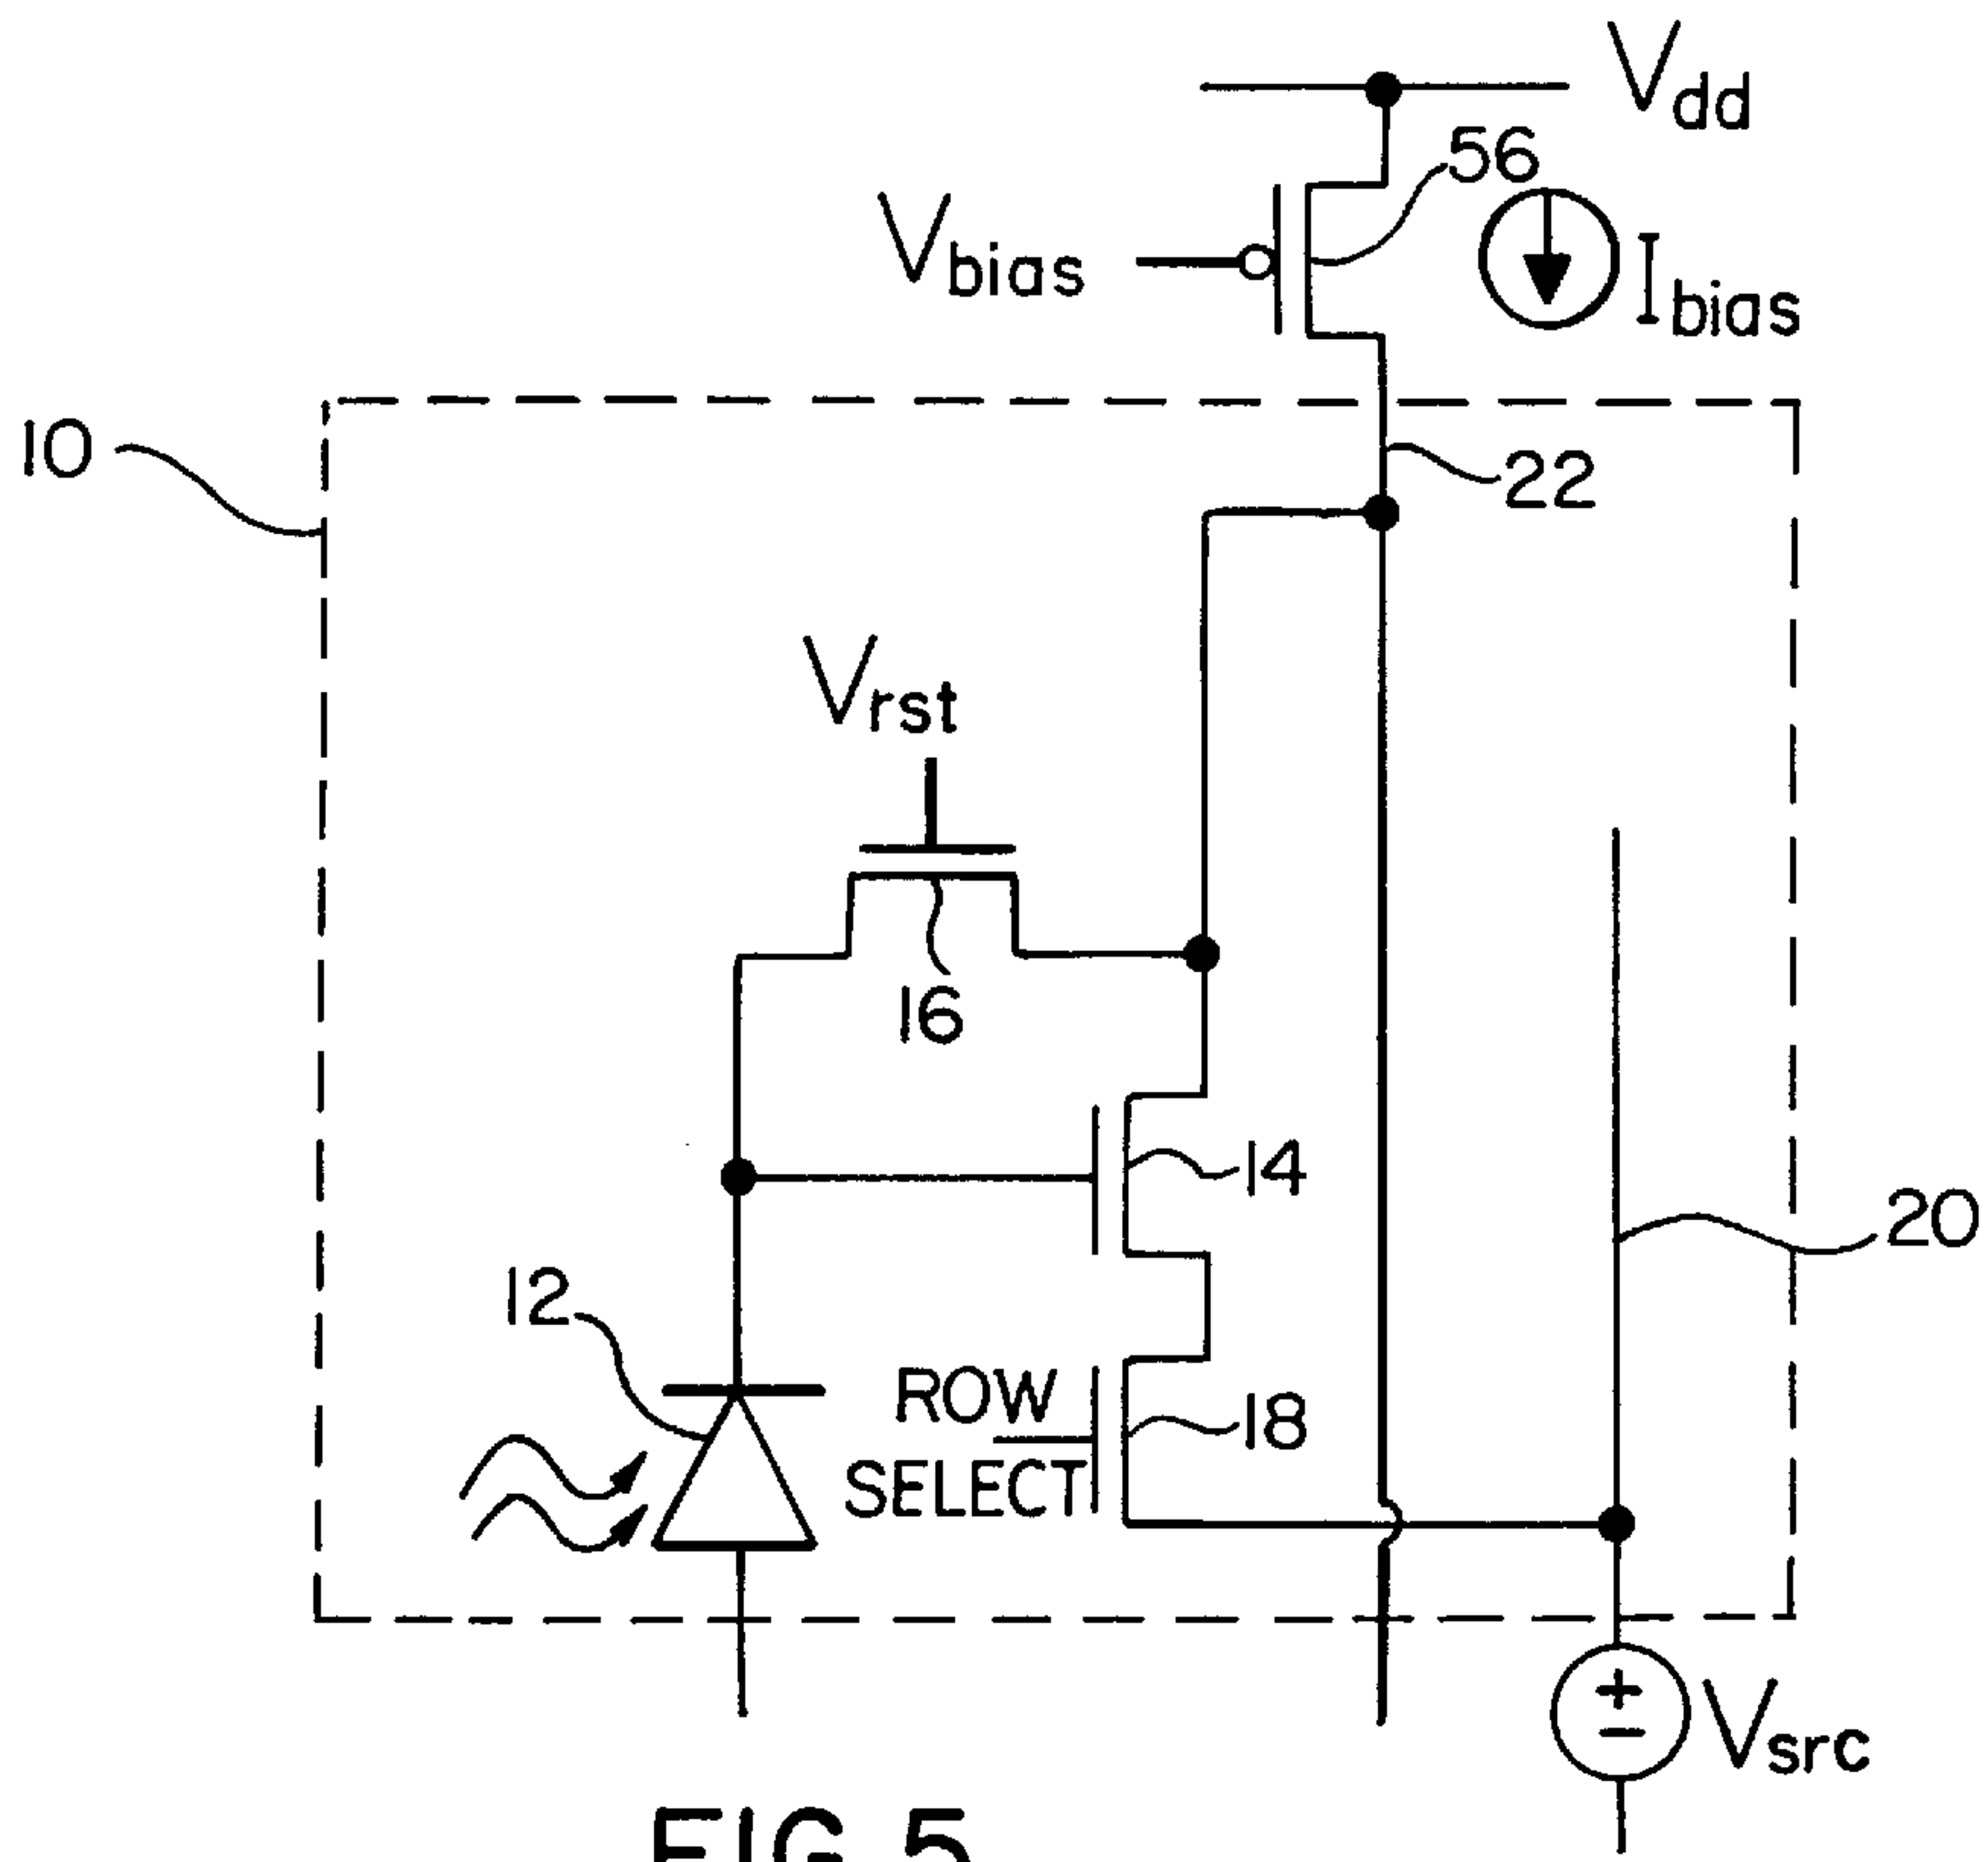 Vdd
56
Vbias
Ibias
10
22
Vrst
16
14
20
12
ROW
SELECT
18
Vsrc
FIG. 5